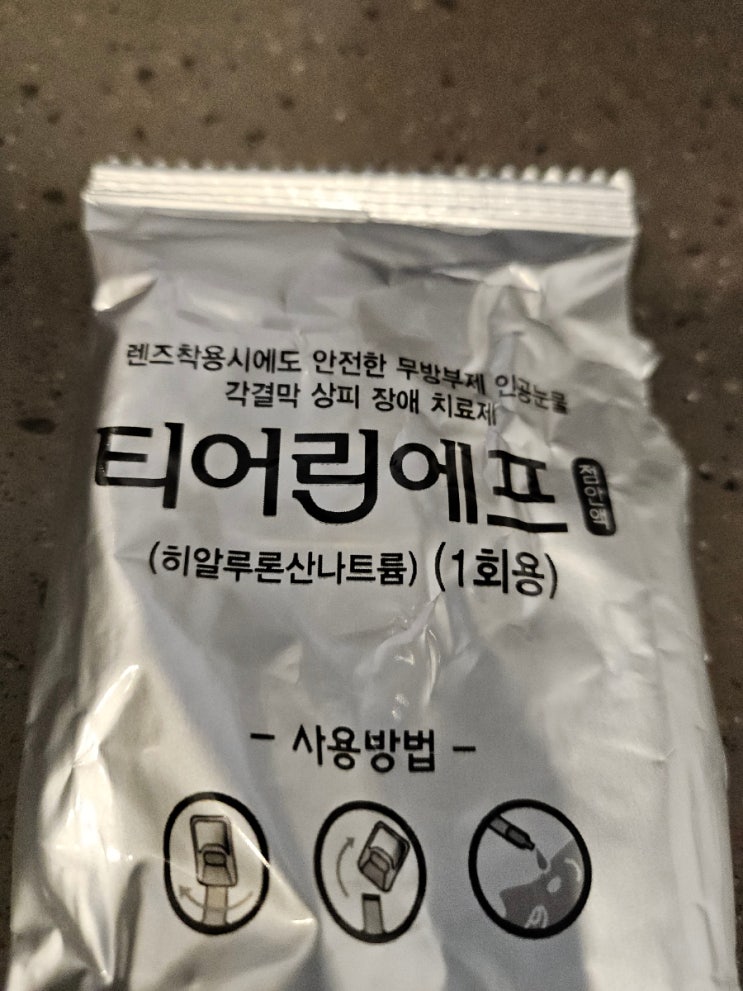 렌즈착용시에도 안전한 무방부제 인공눈물
각결막 상피 장애 치료제
티어링에프 점안액
(히알루론산나트륨) (1회용)
- 사용방법 -